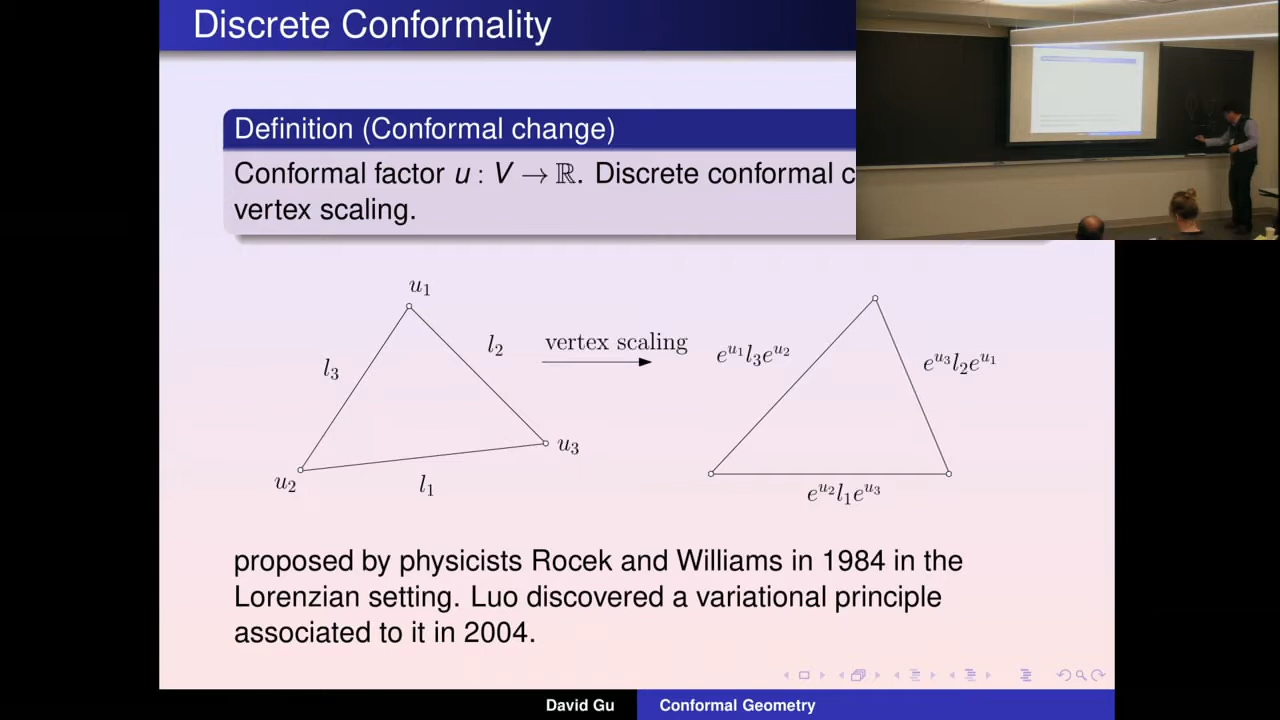 Discrete Conformality
Definition (Conformal change)
Conformal factor u : V → ℝ. Discrete conformal c
vertex scaling.
u₁
l₃
l₂
u₂
l₁
u₃
vertex scaling
e^{u₁}l₃e^{u₂}
e^{u₃}l₂e^{u₁}
e^{u₂}l₁e^{u₃}
proposed by physicists Rocek and Williams in 1984 in the
Lorenzian setting. Luo discovered a variational principle
associated to it in 2004.
David Gu
Conformal Geometry